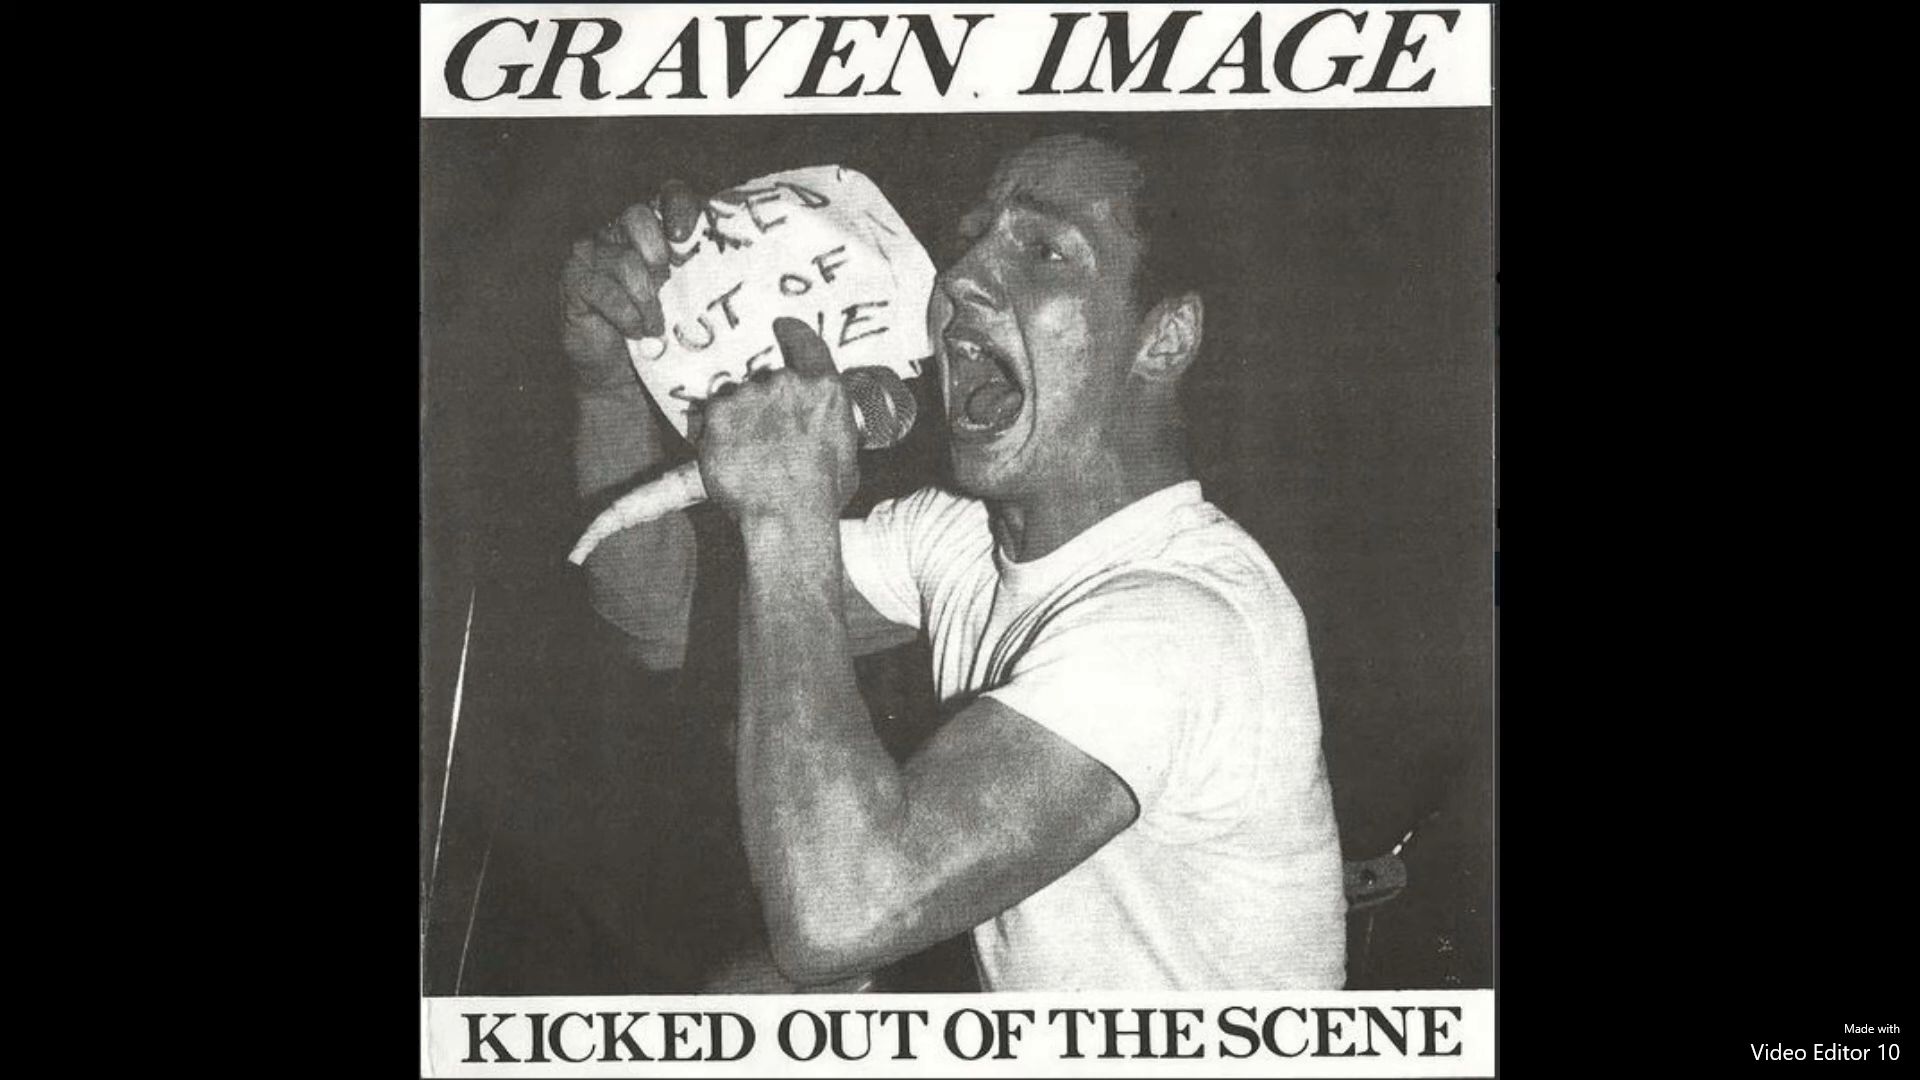 GRAVEN IMAGE
OUT OF
KICKED OUT OF THE SCENE
Made with
Video Editor 10